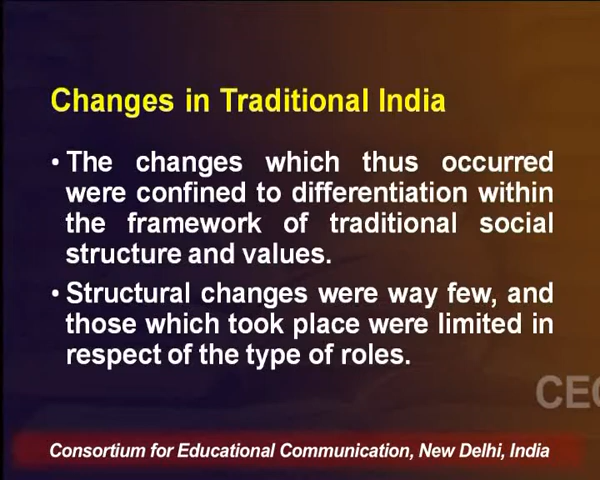 Changes in Traditional India
• The changes which thus occurred
were confined to differentiation within
the framework of traditional social
structure and values.
• Structural changes were way few, and
those which took place were limited in
respect of the type of roles.
CEC
Consortium for Educational Communication, New Delhi, India